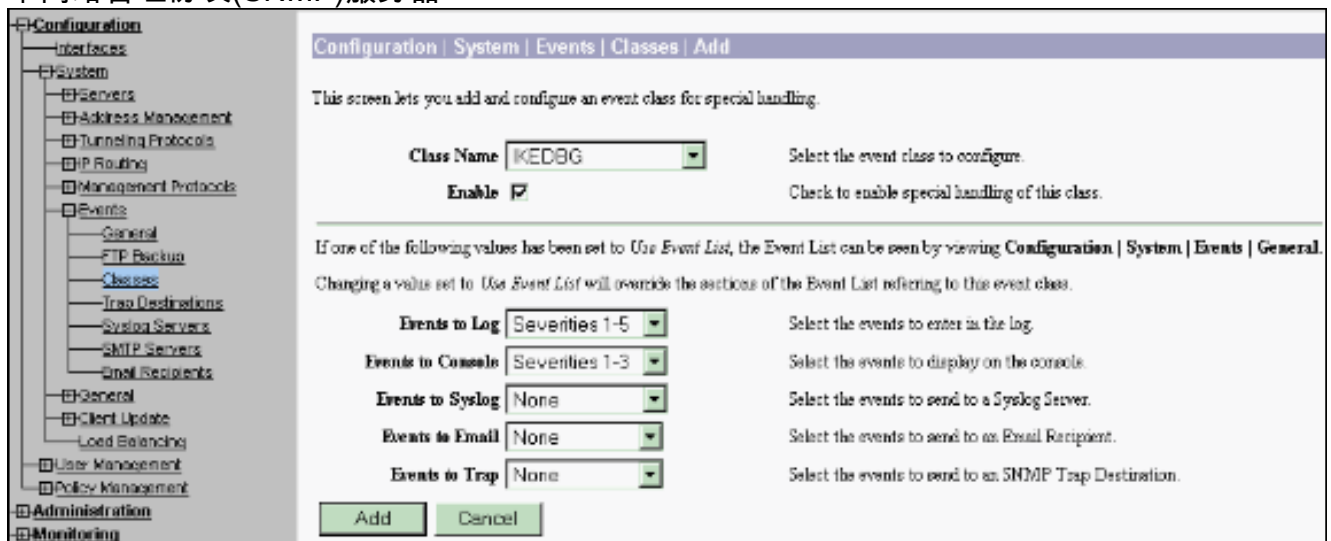 (SNMP)
Configuration
Interfaces
System
Servers
Address Management
Tunneling Protocols
IP Routing
Management Protocols
Events
General
FTP Backup
Classes
Trap Destinations
Syslog Servers
SMTP Servers
Email Recipients
General
Client Update
Load Balancing
User Management
Policy Management
Administration
Monitoring
Configuration | System | Events | Classes | Add
This screen lets you add and configure an event class for special handling.
Class Name IKEDBG Select the event class to configure.
Enable Check to enable special handling of this class.
If one of the following values has been set to Use Event List, the Event List can be seen by viewing Configuration | System | Events | General.
Changing a value set to Use Event List will override the sections of the Event List referring to this event class.
Events to Log Severities 1-5 Select the events to enter in the log.
Events to Console Severities 1-3 Select the events to display on the console.
Events to Syslog None Select the events to send to a Syslog Server.
Events to Email None Select the events to send to an Email Recipient.
Events to Trap None Select the events to send to an SNMP Trap Destination.
Add Cancel